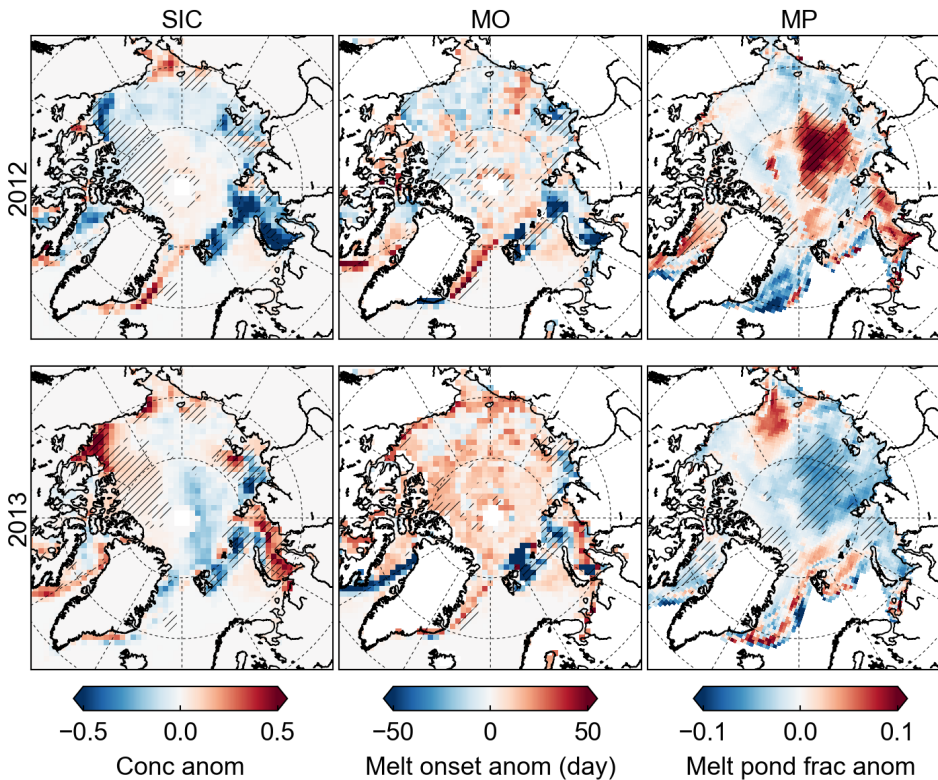 SIC MO MP
2012
2013
−0.5 0.0 0.5 −50 0 50 −0.1 0.0 0.1
Conc anom Melt onset anom (day) Melt pond frac anom